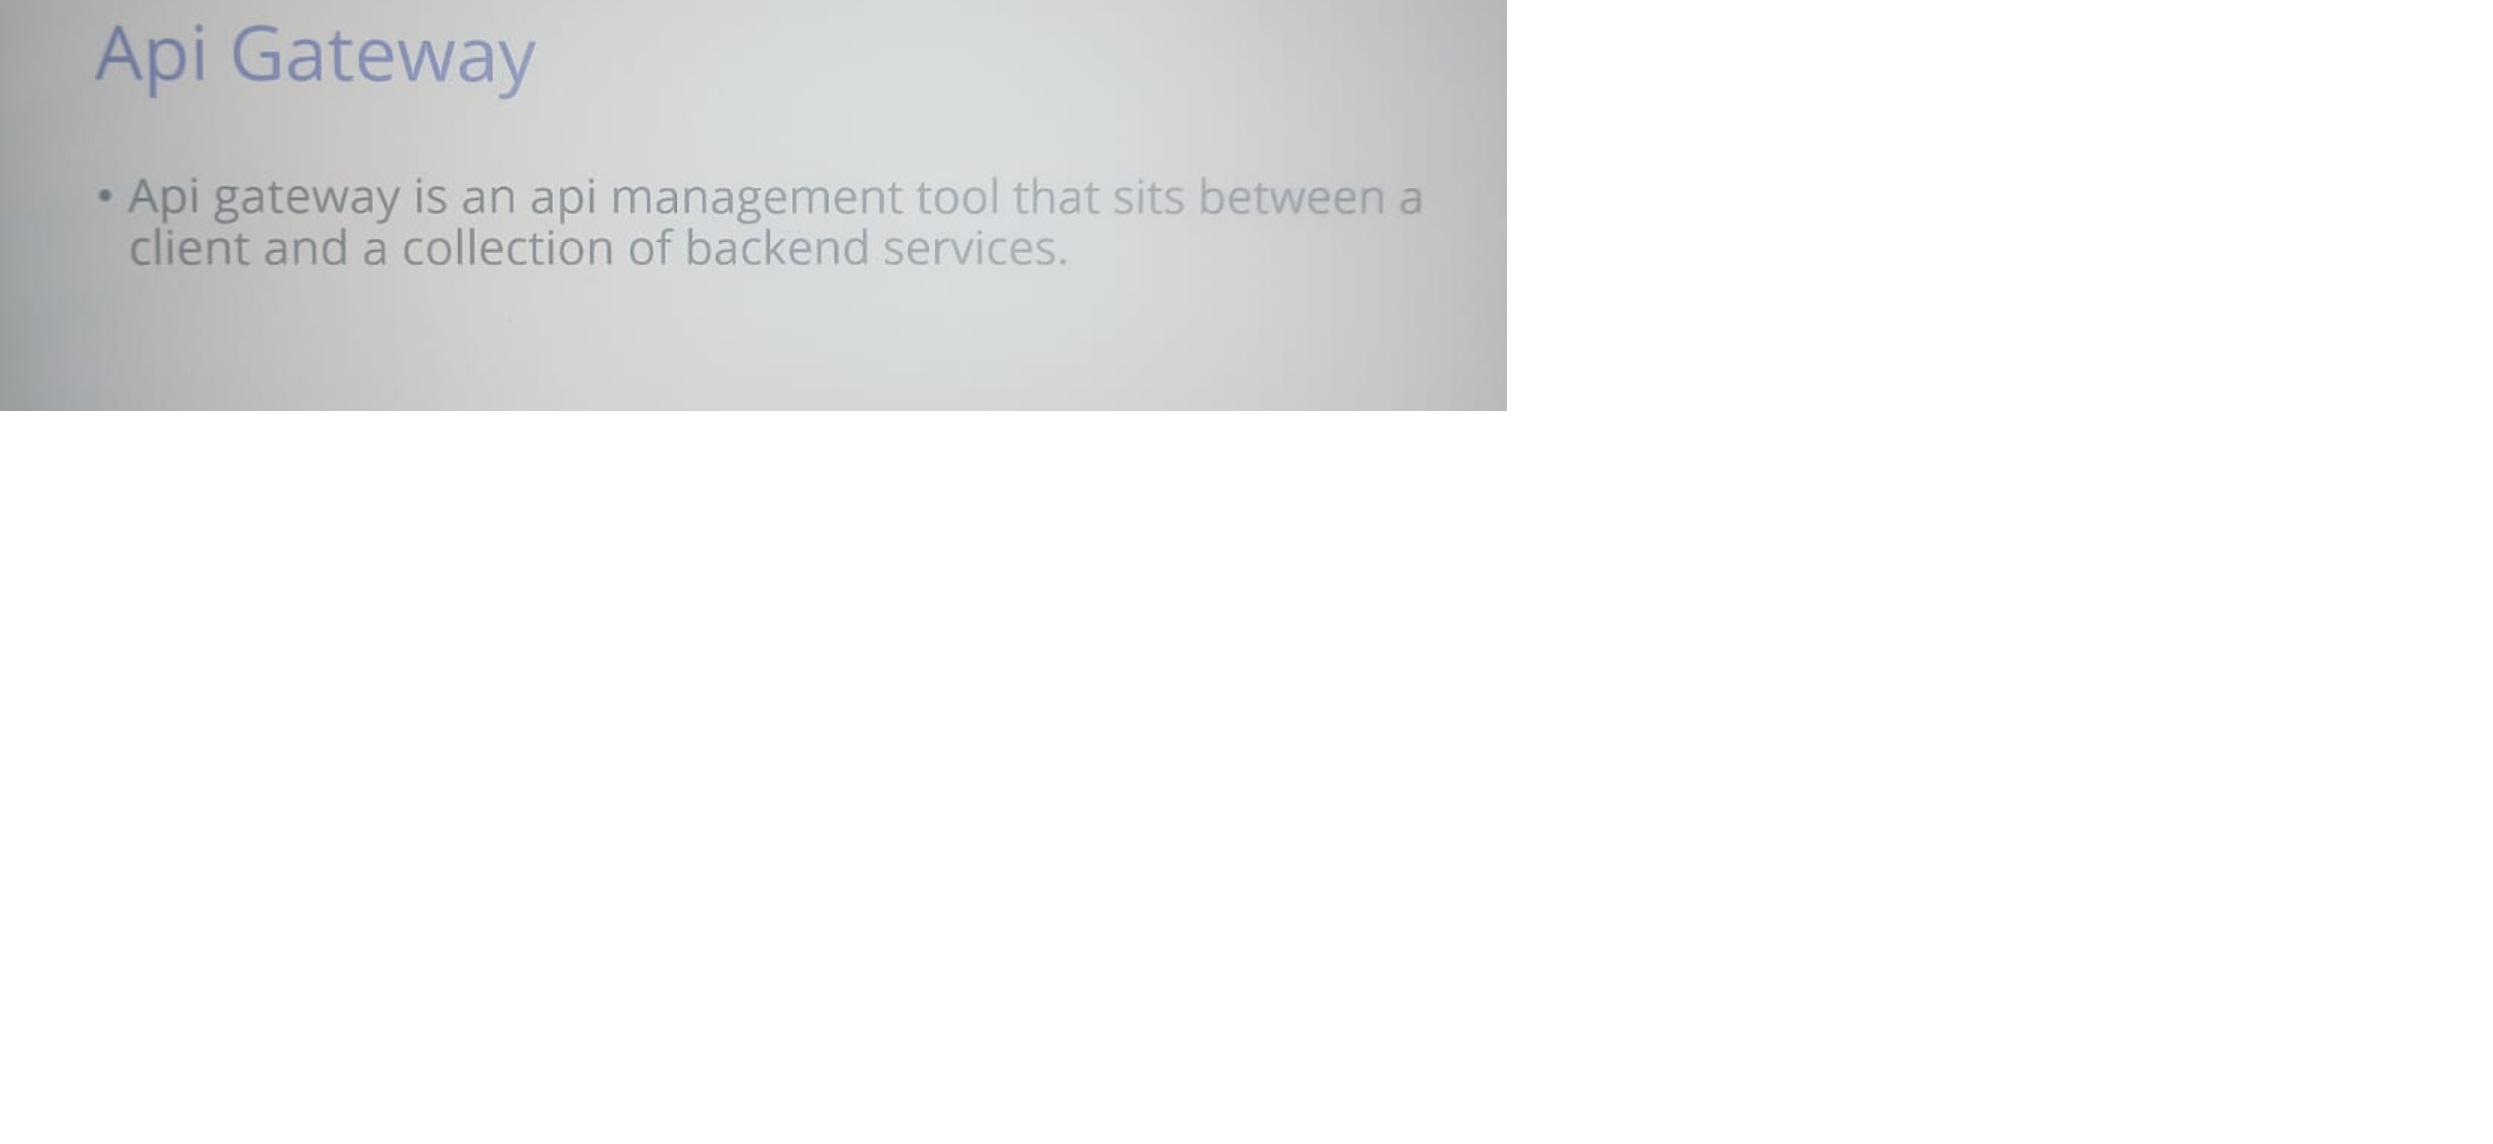 Api Gateway
• Api gateway is an api management tool that sits between a
client and a collection of backend services.